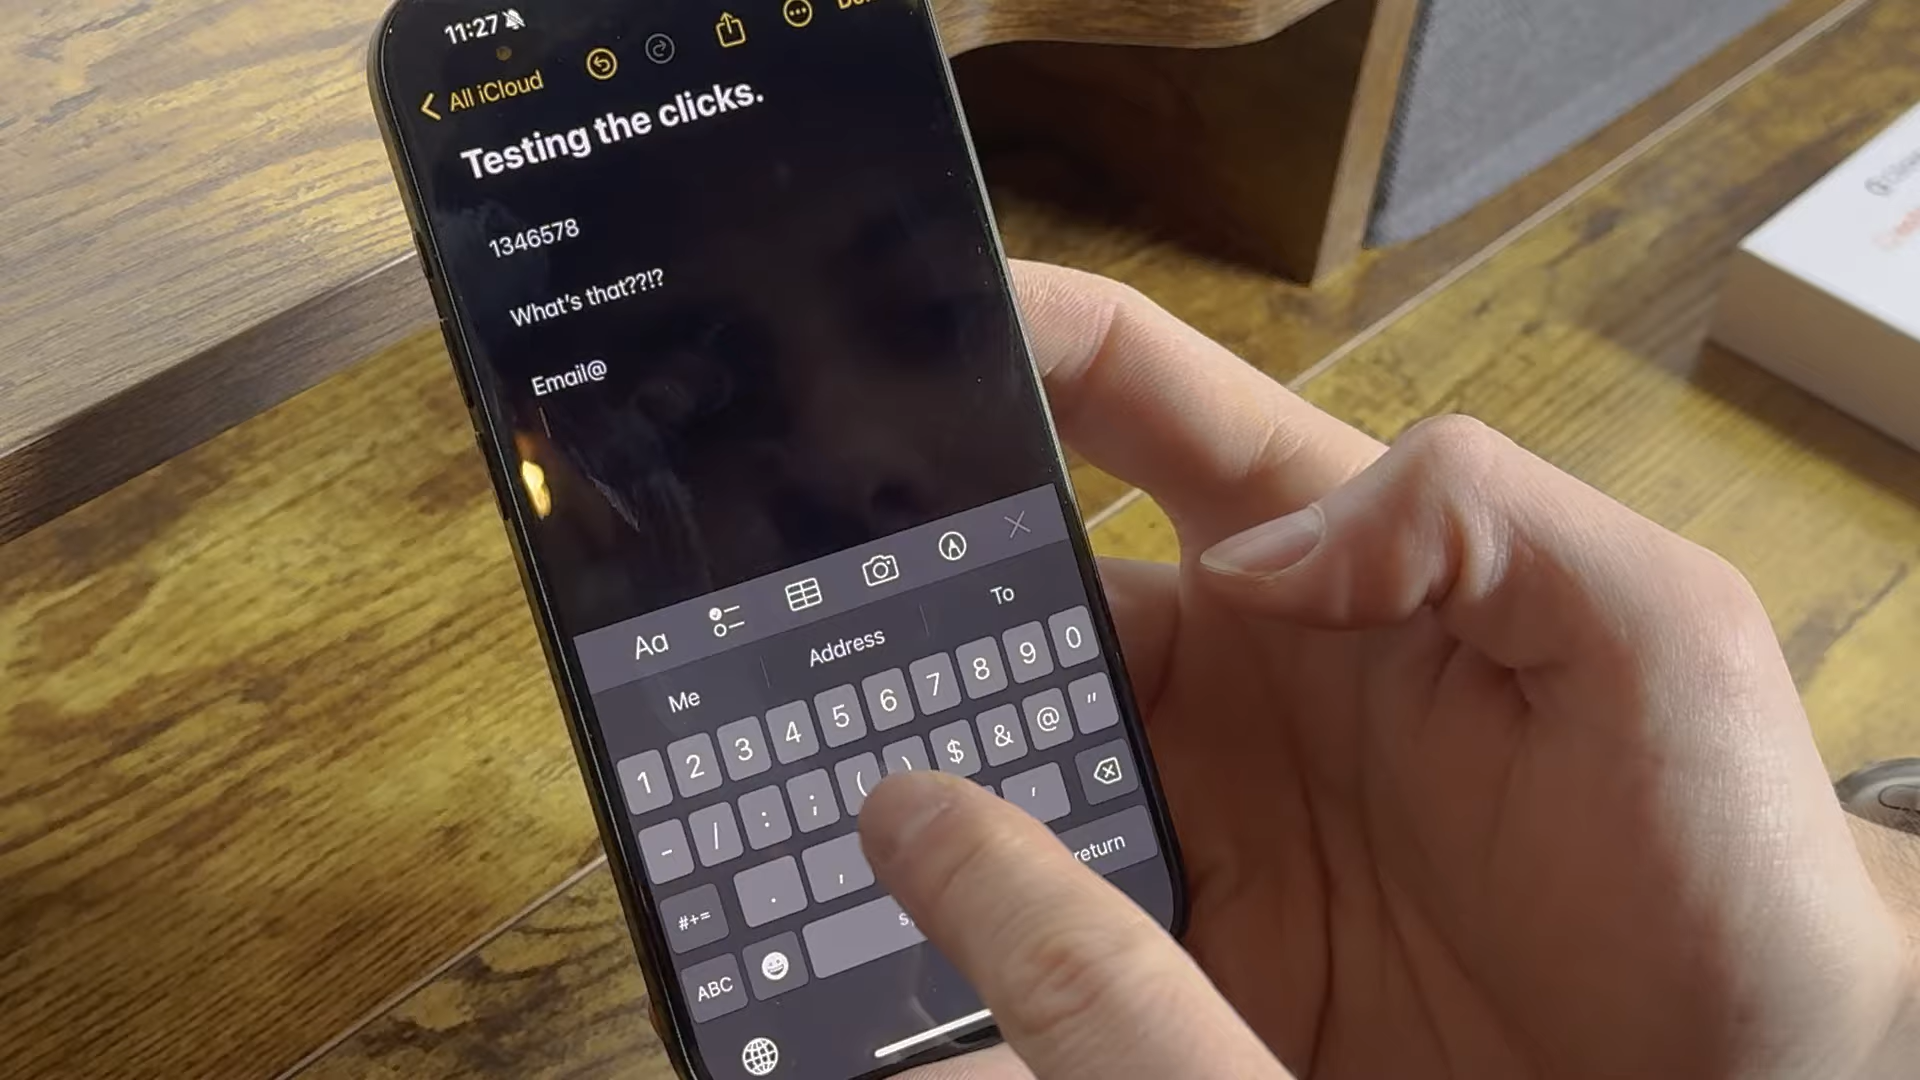 11:27
All iCloud
Testing the clicks.
1346578
What's that??!?
Email@
Aa
Me Address To
1 2 3 4 5 6 7 8 9 0
- / : ; ( ) $ & @ "
#+= . , '
ABC
return